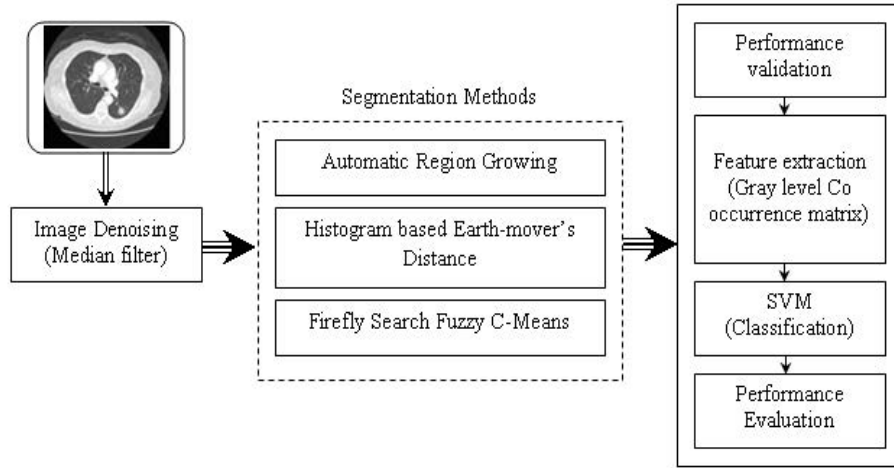 Image Denoising
(Median filter)
Segmentation Methods
Automatic Region Growing
Histogram based Earth-mover's
Distance
Firefly Search Fuzzy C-Means
Performance
validation
Feature extraction
(Gray level Co
occurrence matrix)
SVM
(Classification)
Performance
Evaluation